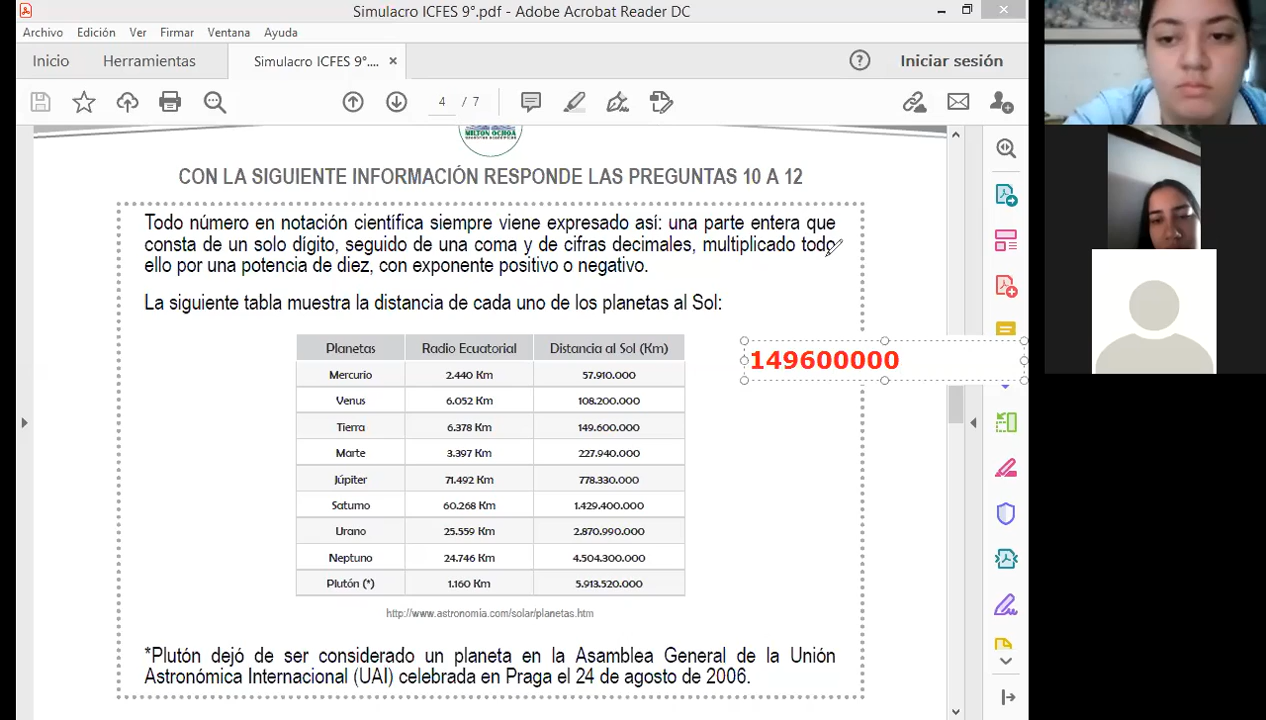 Simulacro ICFES 9°.pdf - Adobe Acrobat Reader DC
Archivo Edición Ver Firmar Ventana Ayuda
Inicio Herramientas Simulacro ICFES 9°.... × Iniciar sesión
4 / 7
MILTON OCHOA
CON LA SIGUIENTE INFORMACIÓN RESPONDE LAS PREGUNTAS 10 A 12
Todo número en notación científica siempre viene expresado así: una parte entera que
consta de un solo dígito, seguido de una coma y de cifras decimales, multiplicado todo
ello por una potencia de diez, con exponente positivo o negativo.
La siguiente tabla muestra la distancia de cada uno de los planetas al Sol:
Planetas Radio Ecuatorial Distancia al Sol (Km)
Mercurio 2.440 Km 57.910.000
Venus 6.052 Km 108.200.000
Tierra 6.378 Km 149.600.000
Marte 3.397 Km 227.940.000
Júpiter 71.492 Km 778.330.000
Saturno 60.268 Km 1.429.400.000
Urano 25.559 Km 2.870.990.000
Neptuno 24.746 Km 4.504.300.000
Plutón (*) 1.160 Km 5.913.520.000
149600000
http://www.astronomia.com/solar/planetas.htm
*Plutón dejó de ser considerado un planeta en la Asamblea General de la Unión
Astronómica Internacional (UAI) celebrada en Praga el 24 de agosto de 2006.